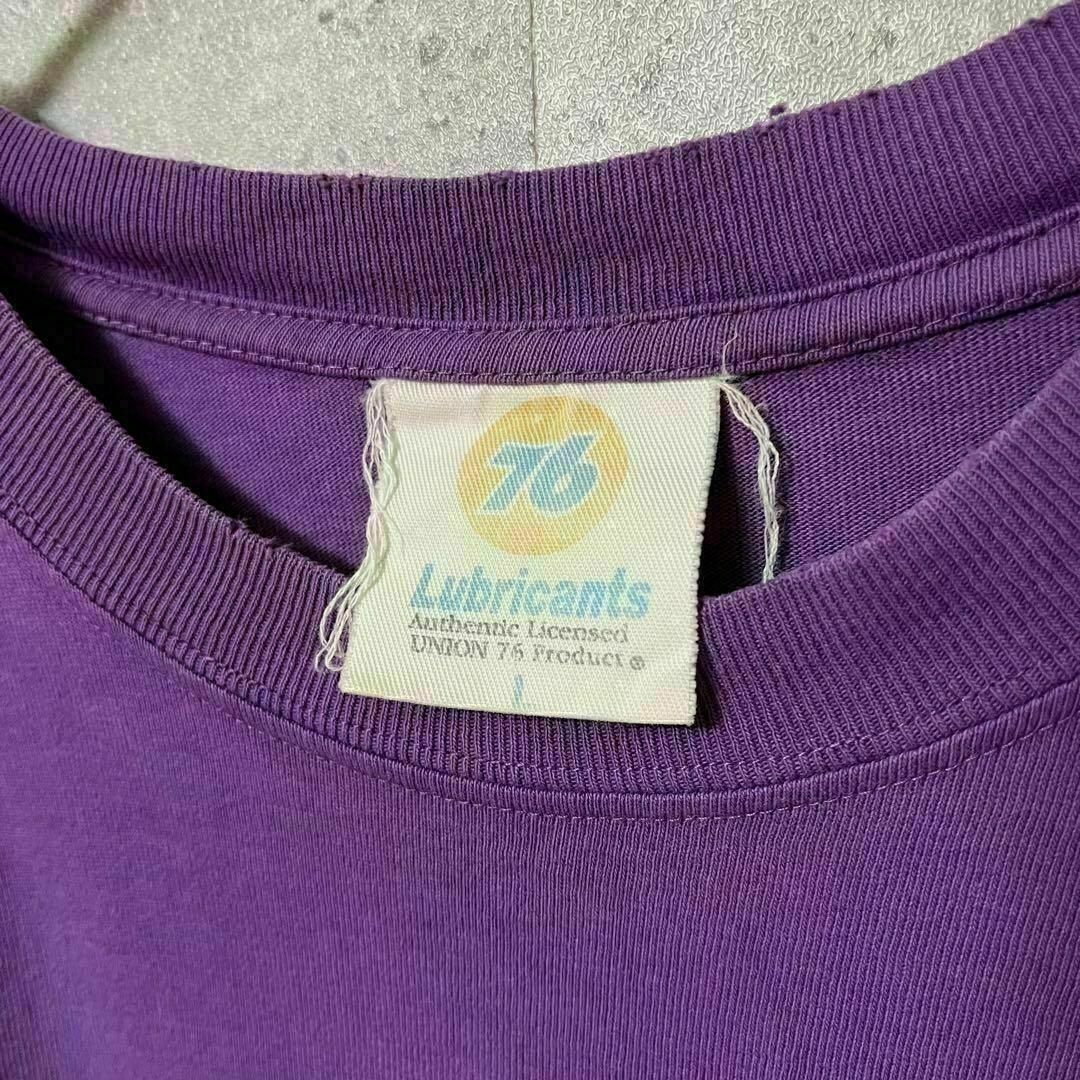 76
Lubricants
Authentic Licensed
UNION 76 Product ®
L